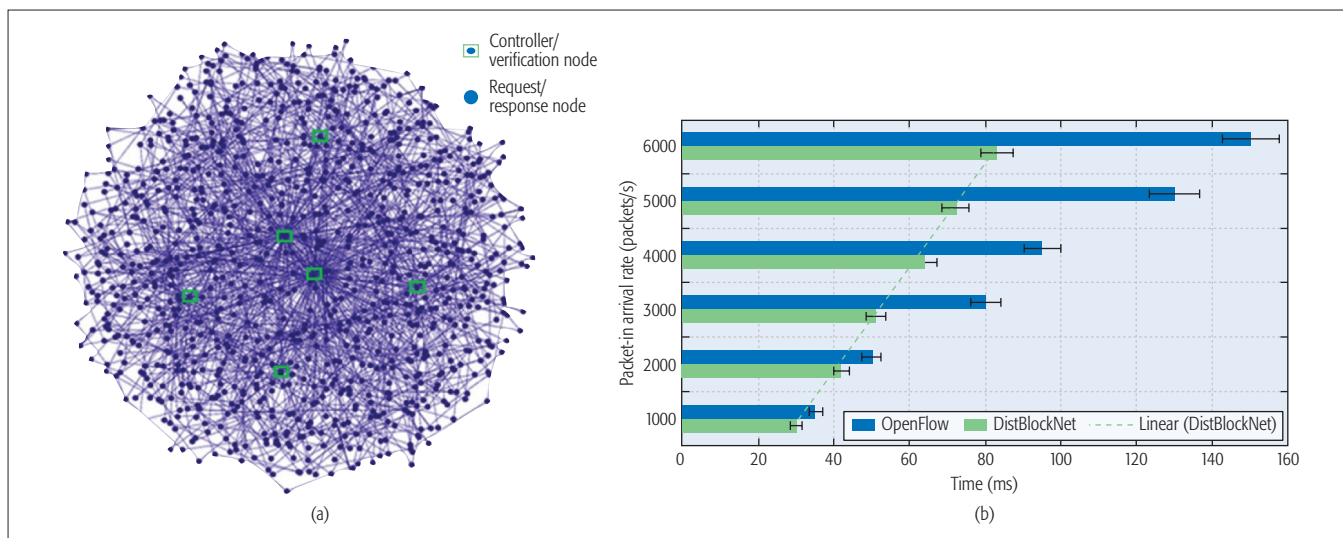 Controller/
verification node
Request/
response node
(a)
Packet-in arrival rate (packets/s)
6000
5000
4000
3000
2000
1000
OpenFlow
DistBlockNet
Linear (DistBlockNet)
0
20
40
60
80
100
120
140
160
Time (ms)
(b)